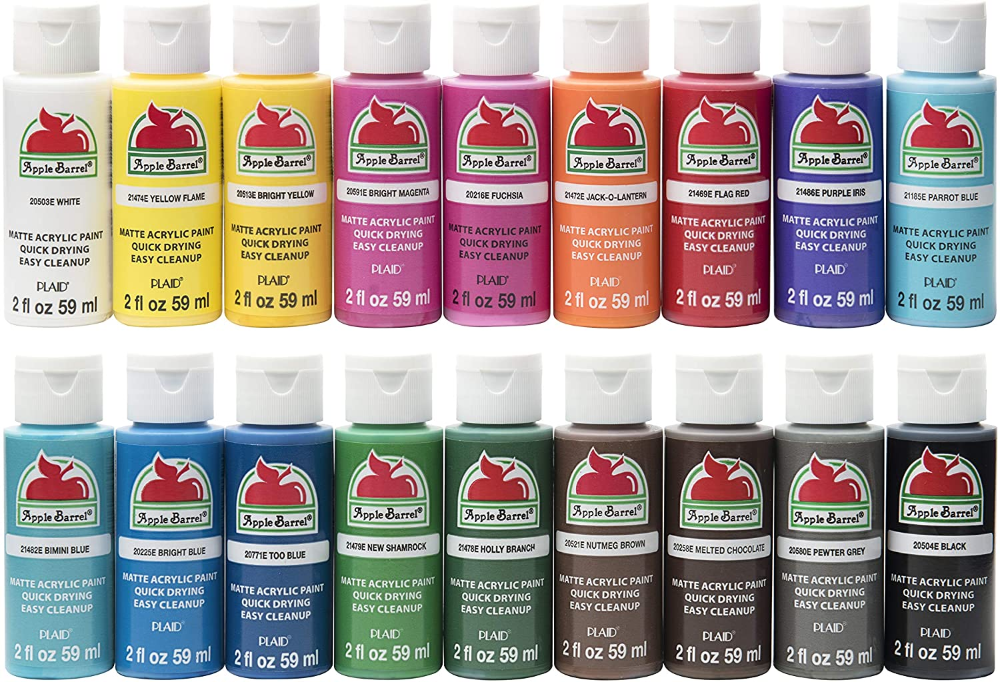 Apple Barrel®
20503E WHITE
MATTE ACRYLIC PAINT
QUICK DRYING
EASY CLEANUP
PLAID®
2 fl oz 59 ml
Apple Barrel®
21474E YELLOW FLAME
MATTE ACRYLIC PAINT
QUICK DRYING
EASY CLEANUP
PLAID®
2 fl oz 59 ml
Apple Barrel®
20513E BRIGHT YELLOW
MATTE ACRYLIC PAINT
QUICK DRYING
EASY CLEANUP
PLAID®
2 fl oz 59 ml
Apple Barrel®
20591E BRIGHT MAGENTA
MATTE ACRYLIC PAINT
QUICK DRYING
EASY CLEANUP
PLAID®
2 fl oz 59 ml
Apple Barrel®
20216E FUCHSIA
MATTE ACRYLIC PAINT
QUICK DRYING
EASY CLEANUP
PLAID®
2 fl oz 59 ml
Apple Barrel®
21472E JACK-O-LANTERN
MATTE ACRYLIC PAINT
QUICK DRYING
EASY CLEANUP
PLAID®
2 fl oz 59 ml
Apple Barrel®
21469E FLAG RED
MATTE ACRYLIC PAINT
QUICK DRYING
EASY CLEANUP
PLAID®
2 fl oz 59 ml
Apple Barrel®
21486E PURPLE IRIS
MATTE ACRYLIC PAINT
QUICK DRYING
EASY CLEANUP
PLAID®
2 fl oz 59 ml
Apple Barrel®
21185E PARROT BLUE
MATTE ACRYLIC PAINT
QUICK DRYING
EASY CLEANUP
PLAID®
2 fl oz 59 ml
Apple Barrel®
21482E BIMINI BLUE
MATTE ACRYLIC PAINT
QUICK DRYING
EASY CLEANUP
PLAID®
2 fl oz 59 ml
Apple Barrel®
20225E BRIGHT BLUE
MATTE ACRYLIC PAINT
QUICK DRYING
EASY CLEANUP
PLAID®
2 fl oz 59 ml
Apple Barrel®
20771E TOO BLUE
MATTE ACRYLIC PAINT
QUICK DRYING
EASY CLEANUP
PLAID®
2 fl oz 59 ml
Apple Barrel®
21479E NEW SHAMROCK
MATTE ACRYLIC PAINT
QUICK DRYING
EASY CLEANUP
PLAID®
2 fl oz 59 ml
Apple Barrel®
21478E HOLLY BRANCH
MATTE ACRYLIC PAINT
QUICK DRYING
EASY CLEANUP
PLAID®
2 fl oz 59 ml
Apple Barrel®
20521E NUTMEG BROWN
MATTE ACRYLIC PAINT
QUICK DRYING
EASY CLEANUP
PLAID®
2 fl oz 59 ml
Apple Barrel®
20258E MELTED CHOCOLATE
MATTE ACRYLIC PAINT
QUICK DRYING
EASY CLEANUP
PLAID®
2 fl oz 59 ml
Apple Barrel®
20580E PEWTER GREY
MATTE ACRYLIC PAINT
QUICK DRYING
EASY CLEANUP
PLAID®
2 fl oz 59 ml
Apple Barrel®
20504E BLACK
MATTE ACRYLIC PAINT
QUICK DRYING
EASY CLEANUP
PLAID®
2 fl oz 59 ml